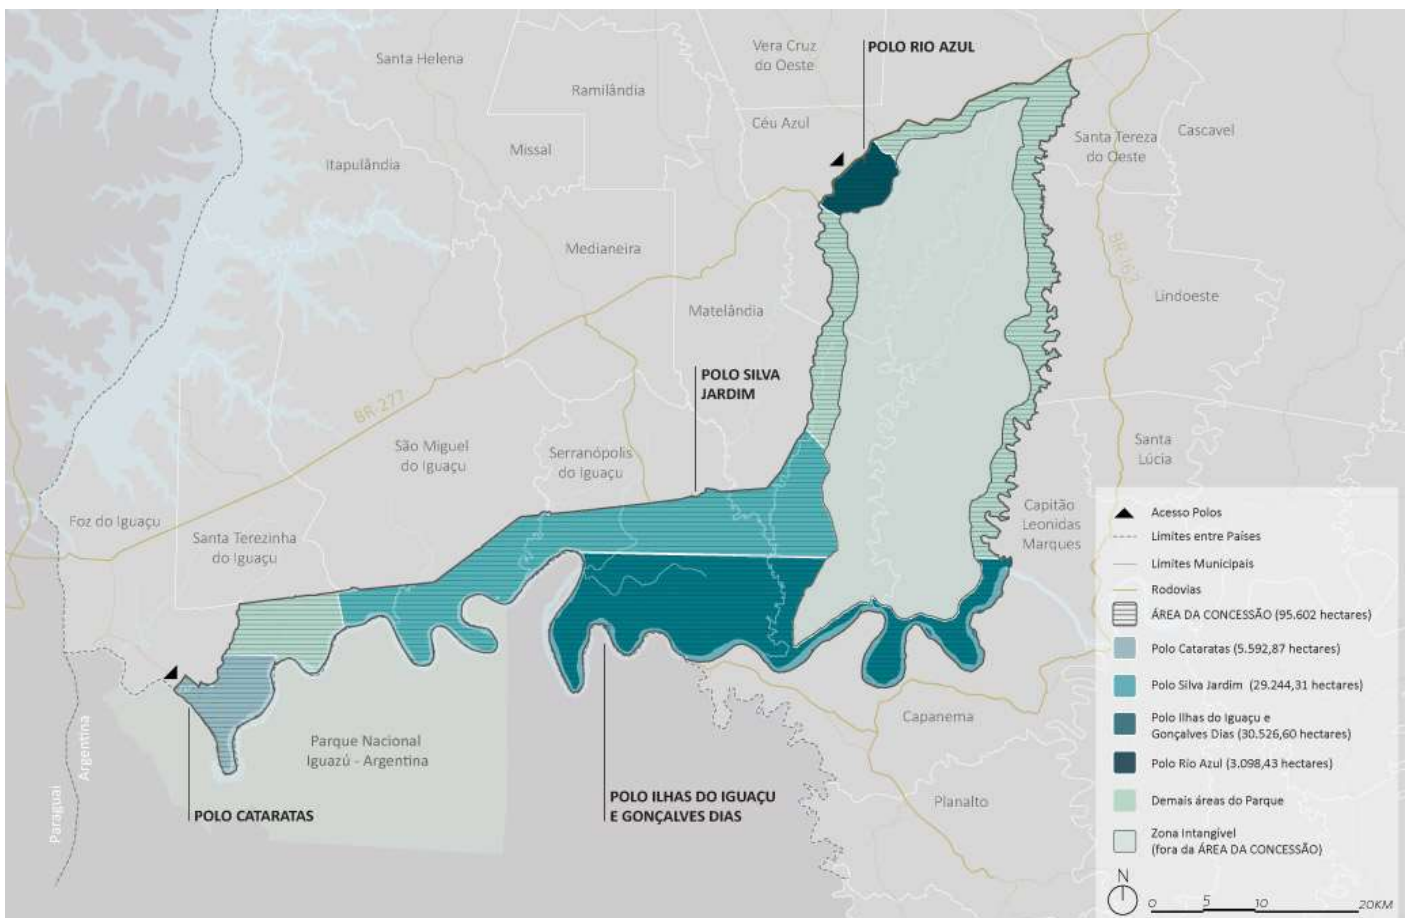 Vera Cruz
do Oeste
POLO RIO AZUL
Santa Helena
Ramilândia
Céu Azul
Santa Tereza
do Oeste
Cascavel
Missal
Itapulândia
Medianeira
BR-163
Lindoeste
Matelândia
POLO SILVA
JARDIM
BR-277
São Miguel
do Iguaçu
Serranópolis
do Iguaçu
Santa
Lúcia
Foz do Iguaçu
Santa Terezinha
do Iguaçu
Capitão
Leonidas
Marques
Capanema
Parque Nacional
Iguazú - Argentina
Paraguai
Argentina
POLO CATARATAS
POLO ILHAS DO IGUAÇU
E GONÇALVES DIAS
Planalto
Acesso Polos
Limites entre Países
Limites Municipais
Rodovias
ÁREA DA CONCESSÃO (95.602 hectares)
Polo Cataratas (5.592,87 hectares)
Polo Silva Jardim (29.244,31 hectares)
Polo Ilhas do Iguaçu e
Gonçalves Dias (30.526,60 hectares)
Polo Rio Azul (3.098,43 hectares)
Demais áreas do Parque
Zona Intangível
(fora da ÁREA DA CONCESSÃO)
N
0 5 10 20KM